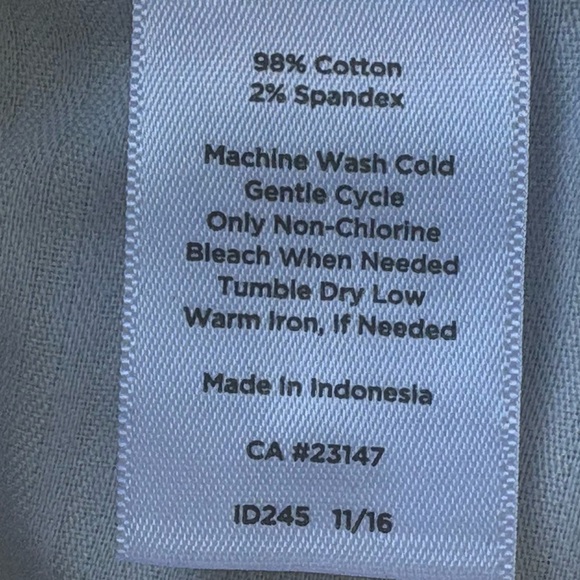 98% Cotton
2% Spandex
Machine Wash Cold
Gentle Cycle
Only Non-Chlorine
Bleach When Needed
Tumble Dry Low
Warm Iron, If Needed
Made In Indonesia
CA #23147
ID245 11/16